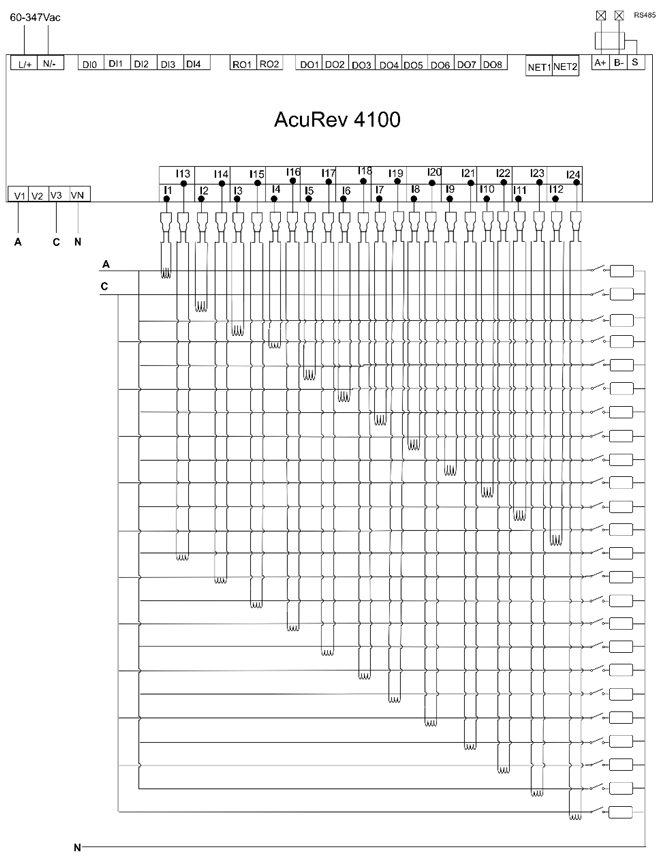 60-347Vac
RS485
L/+ N/- DI0 DI1 DI2 DI3 DI4 RO1 RO2 DO1 DO2 DO3 DO4 DO5 DO6 DO7 DO8 NET1 NET2 A+ B- S
AcuRev 4100
I13 I14 I15 I16 I17 I18 I19 I20 I21 I22 I23 I24
I1 I2 I3 I4 I5 I6 I7 I8 I9 I10 I11 I12
V1 V2 V3 VN
A C N
A
C
N